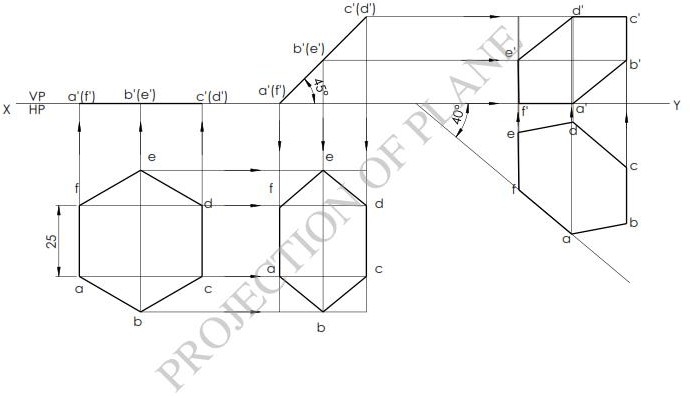 d'
c'(d')
c'
b'(e')
e'
b'
45°
a'(f')
VP
a'(f')
b'(e')
c'(d')
X
HP
f'
a'
Y
40°
e
d
e
c
f
f
f
d
d
25
b
a
a
c
a
c
b
b
PROJECTION OF PLANE